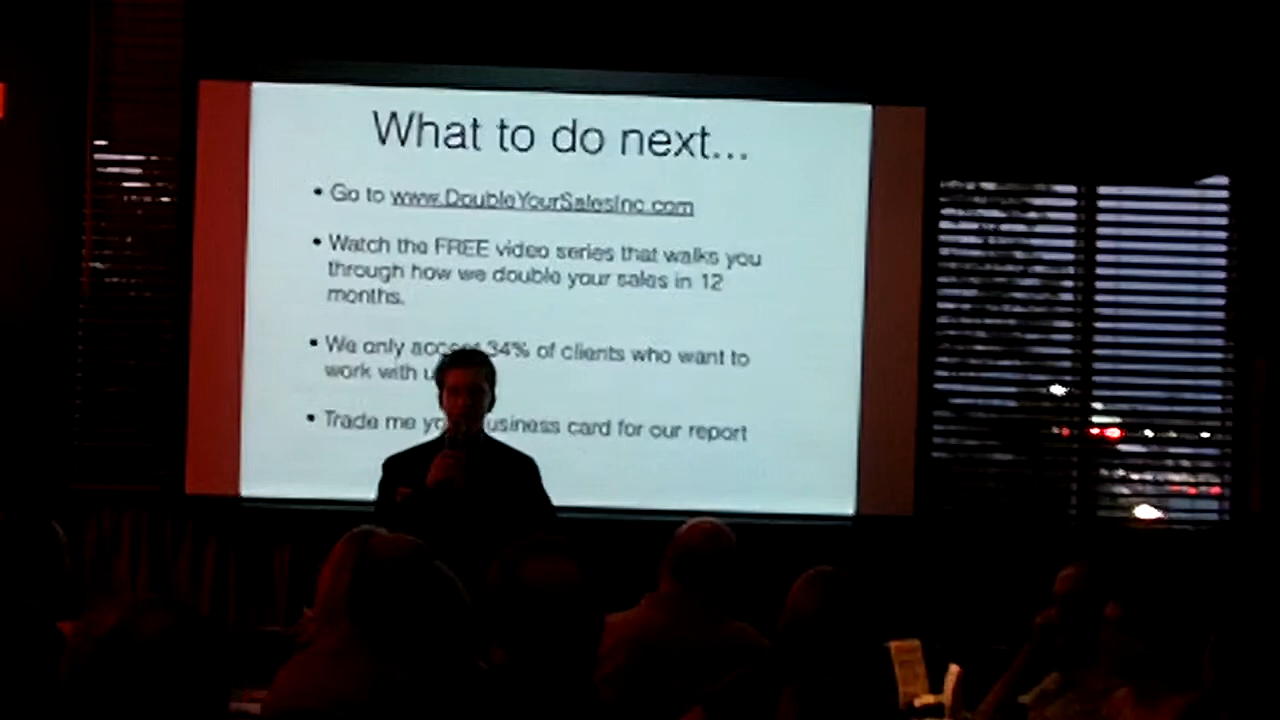 What to do next...
• Go to www.DoubleYourSalesInc.com
• Watch the FREE video series that walks you
through how we double your sales in 12
months.
• We only accept 34% of clients who want to
work with
• Trade me business card for our report